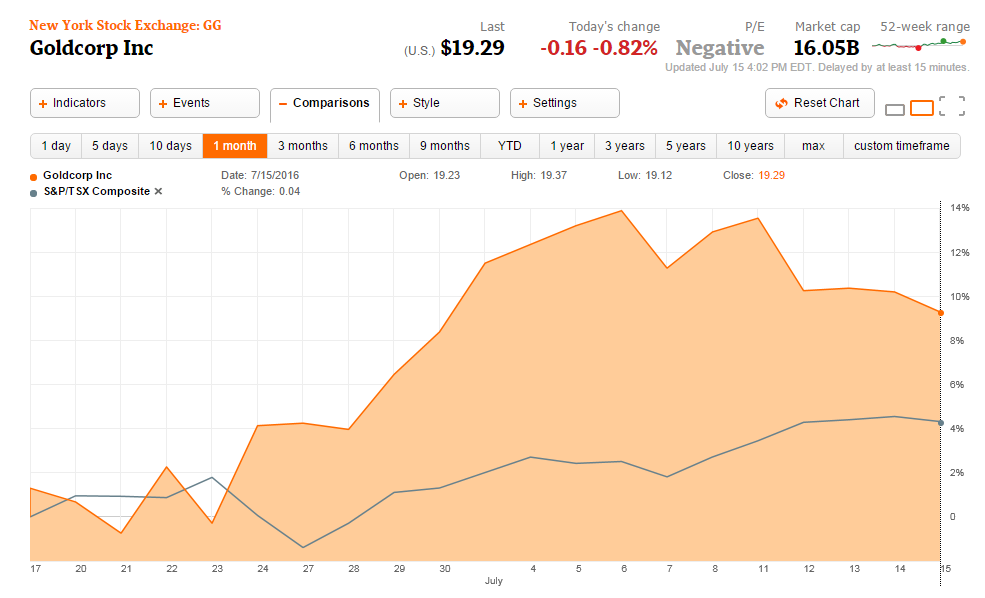 New York Stock Exchange: GG
Goldcorp Inc
Last
(U.S.) $19.29
Today's change
-0.16 -0.82%
P/E
Negative
Market cap
16.05B
52-week range
Updated July 15 4:02 PM EDT. Delayed by at least 15 minutes.
+ Indicators
+ Events
− Comparisons
+ Style
+ Settings
Reset Chart
1 day 5 days 10 days 1 month 3 months 6 months 9 months YTD 1 year 3 years 5 years 10 years max custom timeframe
Goldcorp Inc Date: 7/15/2016 Open: 19.23 High: 19.37 Low: 19.12 Close: 19.29
S&P/TSX Composite ✕ % Change: 0.04
14%
12%
10%
8%
6%
4%
2%
0
17 20 21 22 23 24 27 28 29 30 4 5 6 7 8 11 12 13 14 15
July